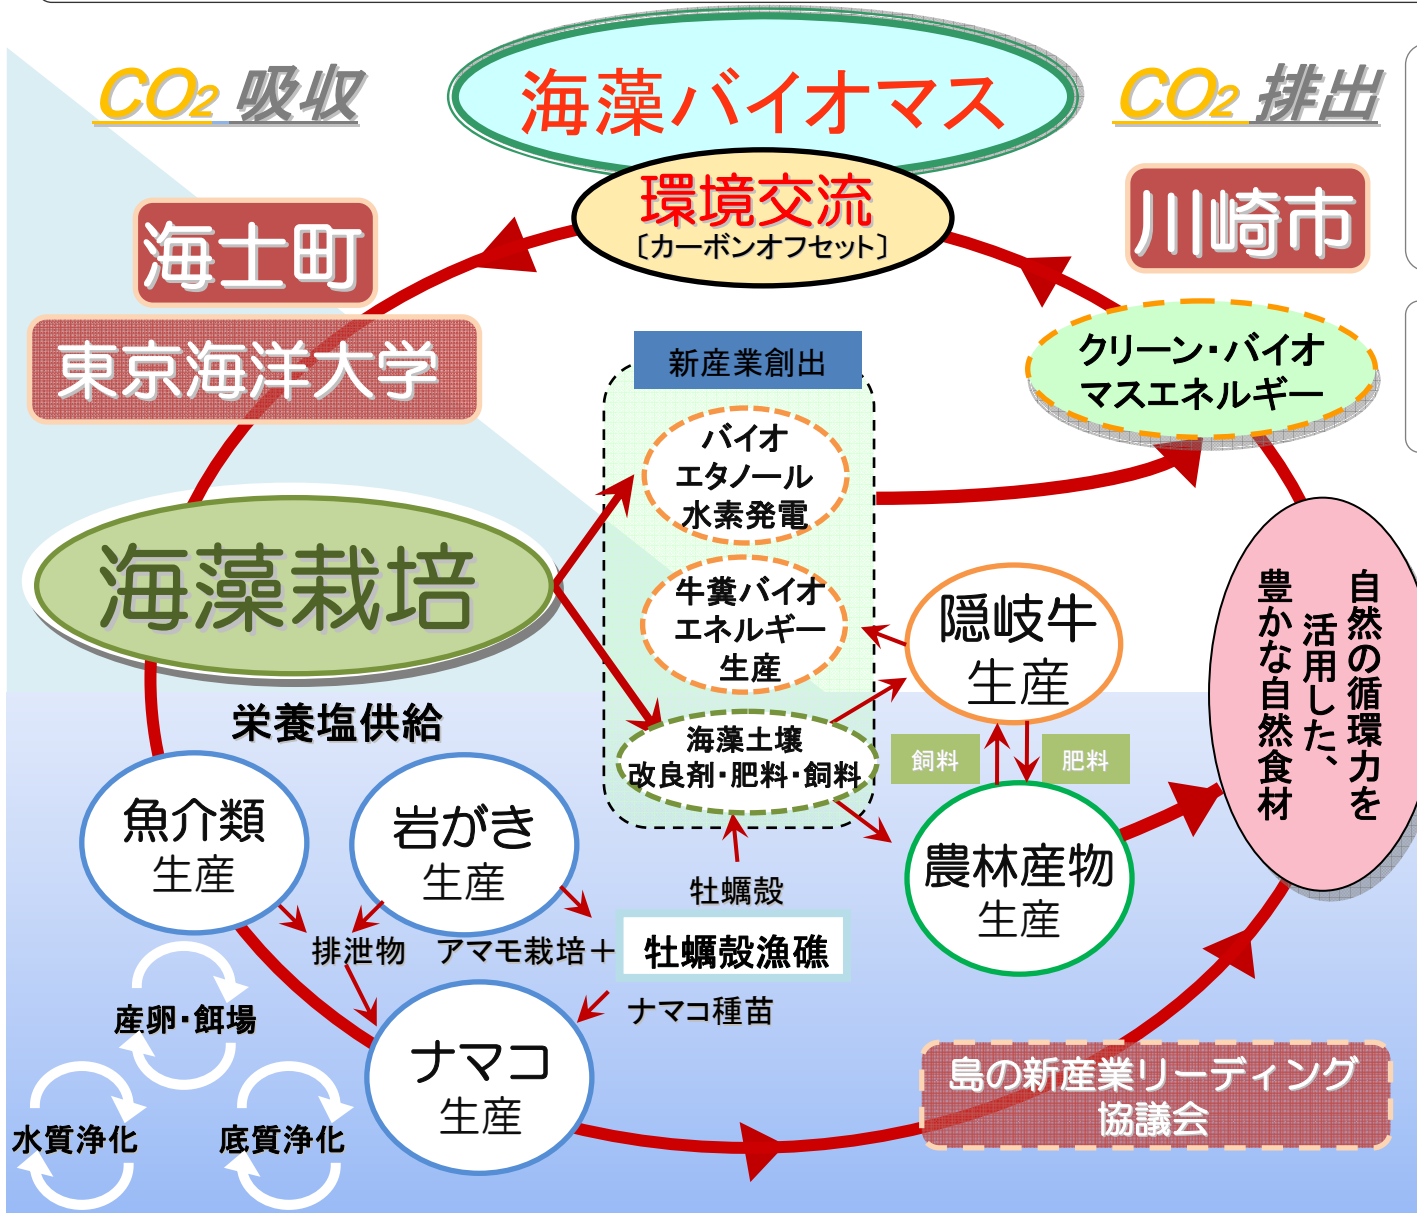 CO2 吸収
海藻バイオマス
CO2 排出
環境交流
〔カーボンオフセット〕
海士町
川崎市
東京海洋大学
クリーン・バイオ
マスエネルギー
新産業創出
バイオ
エタノール
水素発電
海藻栽培
牛糞バイオ
エネルギー
生産
隠岐牛
生産
自然の循環力を
活用した、
豊かな自然食材
栄養塩供給
海藻土壌
改良剤・肥料・飼料
飼料
肥料
魚介類
生産
岩がき
生産
農林産物
生産
牡蠣殻
排泄物
アマモ栽培＋
牡蠣殻漁礁
ナマコ種苗
産卵・餌場
ナマコ
生産
水質浄化
底質浄化
島の新産業リーディング
協議会